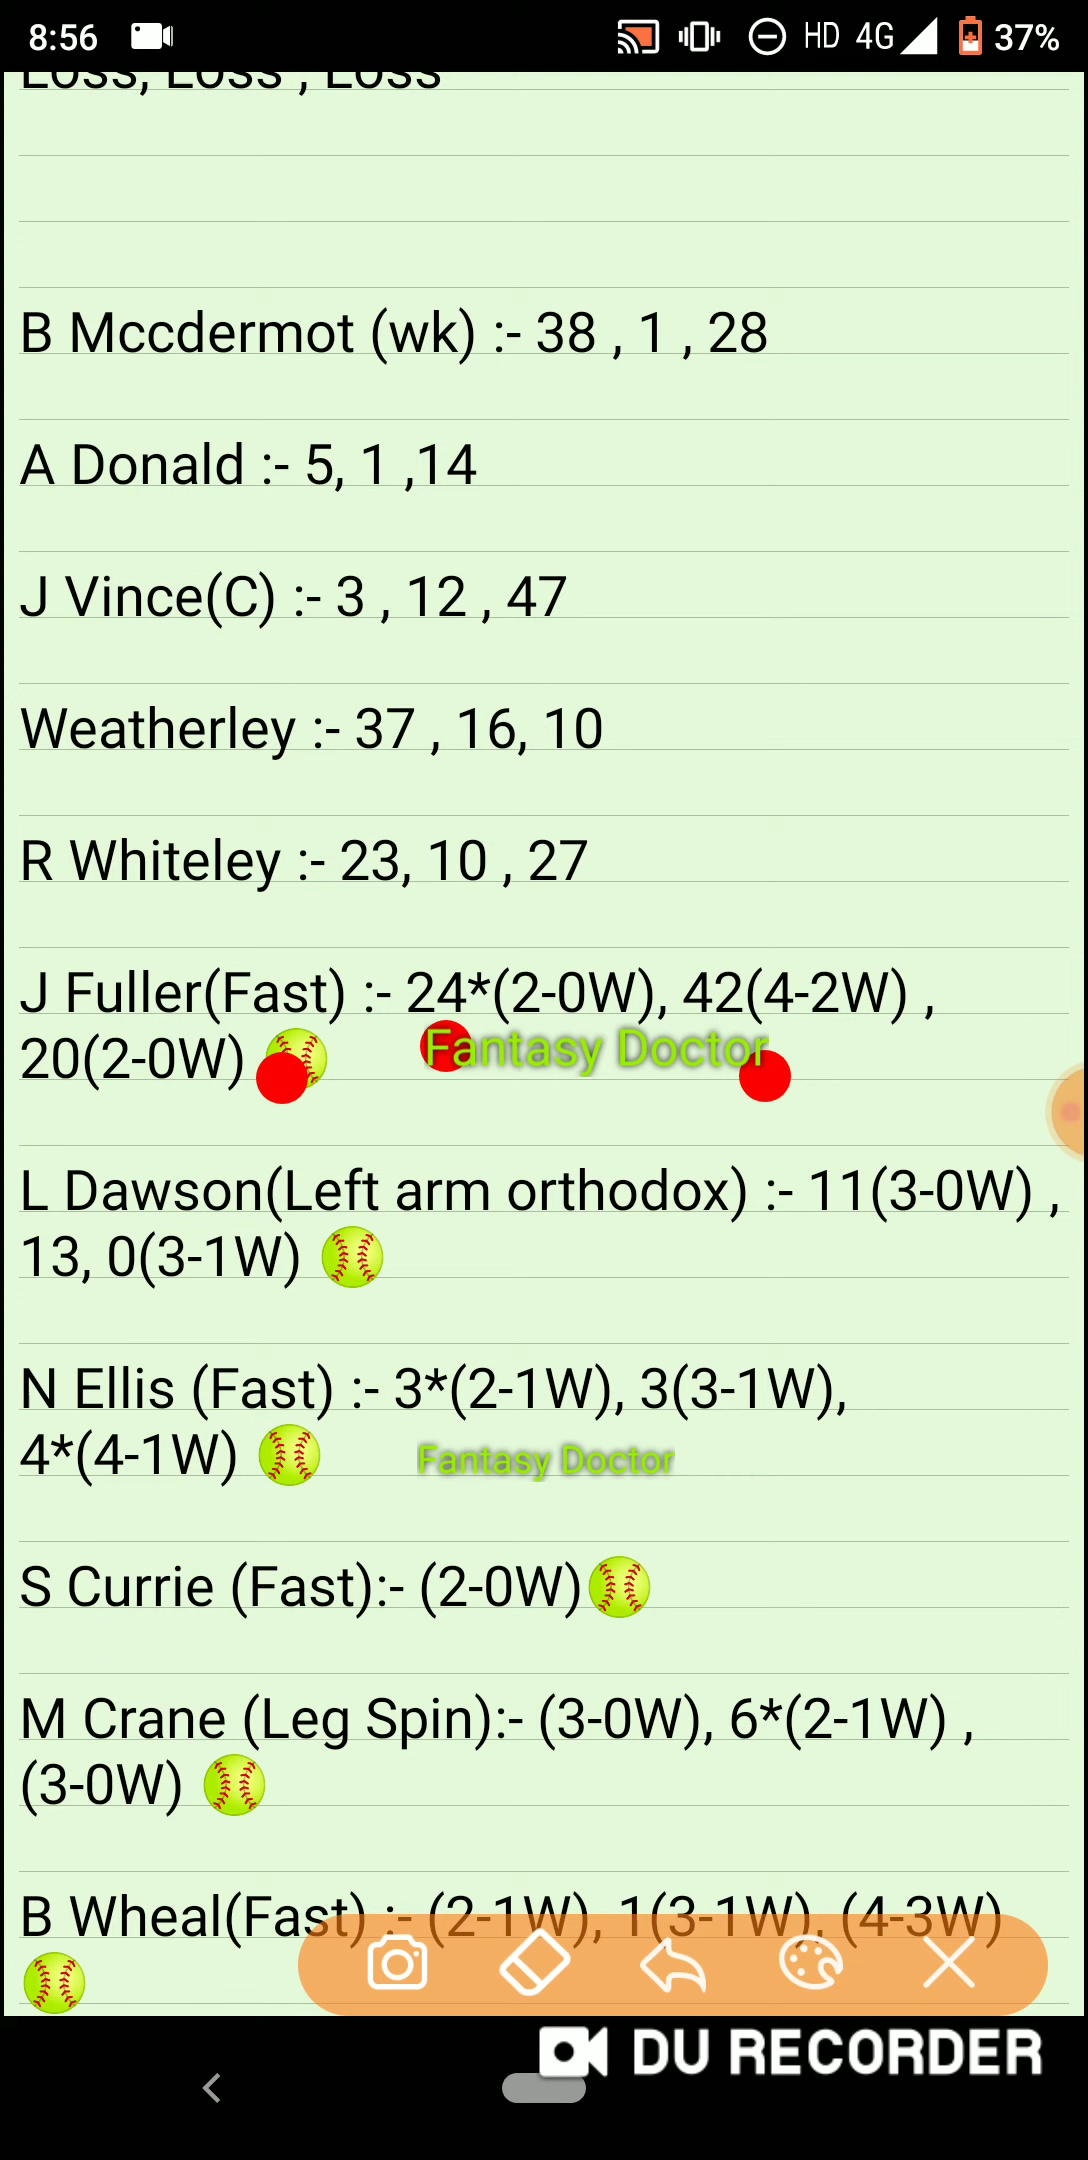 8:56 HD 4G 37%
Loss, Loss , Loss
B Mccdermot (wk) :- 38 , 1 , 28
A Donald :- 5, 1 ,14
J Vince(C) :- 3 , 12 , 47
Weatherley :- 37 , 16, 10
R Whiteley :- 23, 10 , 27
J Fuller(Fast) :- 24*(2-0W), 42(4-2W) ,
20(2-0W)
Fantasy Doctor
L Dawson(Left arm orthodox) :- 11(3-0W) ,
13, 0(3-1W)
N Ellis (Fast) :- 3*(2-1W), 3(3-1W),
4*(4-1W)
Fantasy Doctor
S Currie (Fast):- (2-0W)
M Crane (Leg Spin):- (3-0W), 6*(2-1W) ,
(3-0W)
B Wheal(Fast) :- (2-1W), 1(3-1W), (4-3W)
DU RECORDER